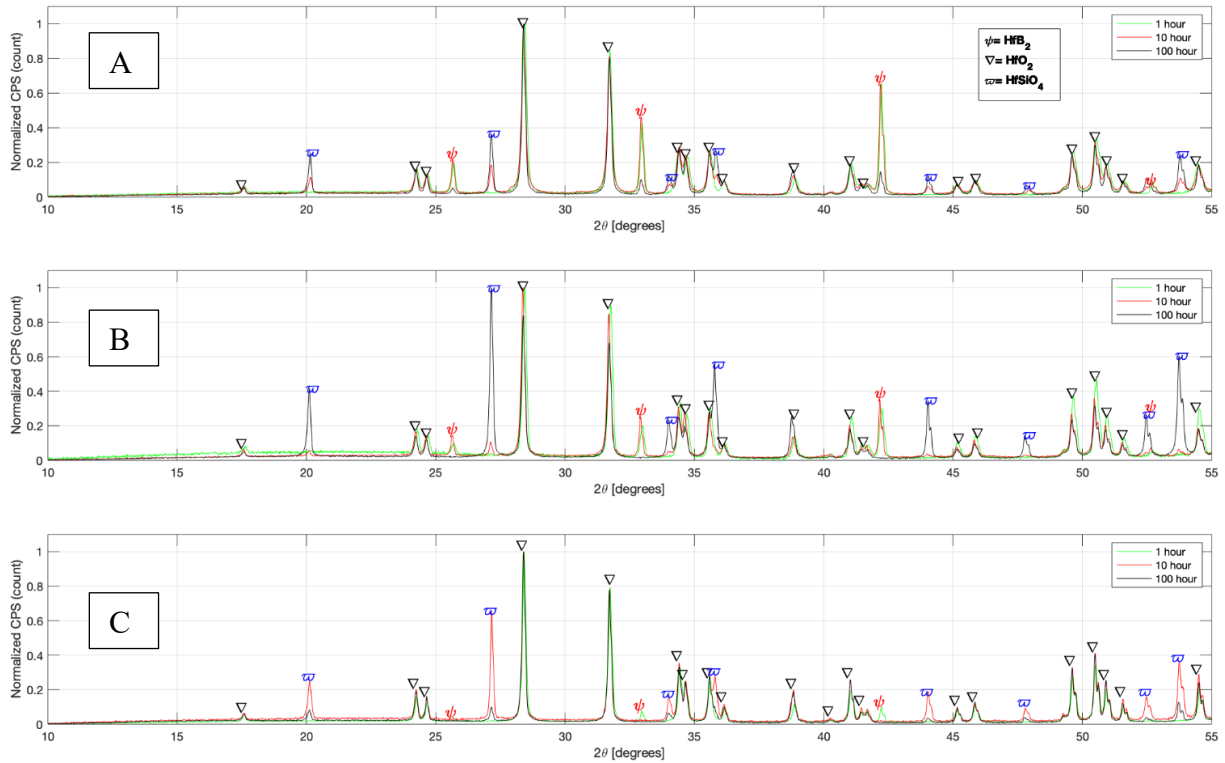 1
0.8
0.6
0.4
0.2
0
Normalized CPS (count)
A
ψ= HfB2
∇= HfO2
ϖ= HfSiO4
1 hour
10 hour
100 hour
ϖ ψ ϖ ψ ϖ ϖ ψ ϖ ϖ ψ ϖ
10 15 20 25 30 35 40 45 50 55
2θ [degrees]
1
0.8
0.6
0.4
0.2
0
Normalized CPS (count)
B
1 hour
10 hour
100 hour
ϖ ψ ϖ ψ ϖ ϖ ψ ϖ ϖ ψ ϖ ϖ
10 15 20 25 30 35 40 45 50 55
2θ [degrees]
1
0.8
0.6
0.4
0.2
0
Normalized CPS (count)
C
1 hour
10 hour
100 hour
ϖ ψ ϖ ψ ϖ ϖ ψ ϖ ϖ ϖ ϖ
10 15 20 25 30 35 40 45 50 55
2θ [degrees]